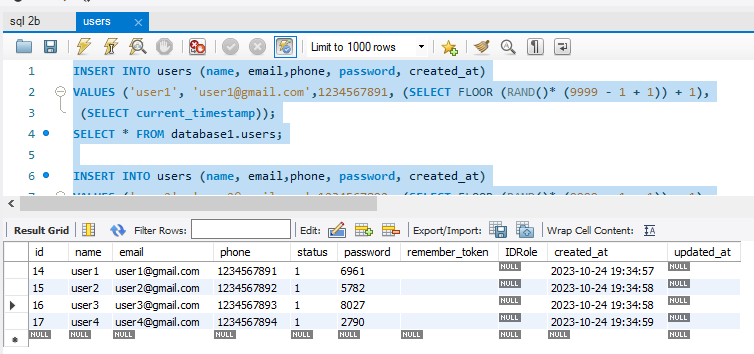 sql 2b users
Limit to 1000 rows
1 INSERT INTO users (name, email,phone, password, created_at)
2 VALUES ('user1', 'user1@gmail.com',1234567891, (SELECT FLOOR (RAND()* (9999 - 1 + 1)) + 1),
3 (SELECT current_timestamp));
4 SELECT * FROM database1.users;
5
6 INSERT INTO users (name, email,phone, password, created_at)
Result Grid Filter Rows: Edit: Export/Import: Wrap Cell Content:
id name email phone status password remember_token IDRole created_at updated_at
14 user1 user1@gmail.com 1234567891 1 6961 NULL 2023-10-24 19:34:57 NULL
15 user2 user2@gmail.com 1234567892 1 5782 NULL 2023-10-24 19:34:58 NULL
16 user3 user3@gmail.com 1234567893 1 8027 NULL 2023-10-24 19:34:58 NULL
17 user4 user4@gmail.com 1234567894 1 2790 NULL 2023-10-24 19:34:59 NULL
NULL NULL NULL NULL NULL NULL NULL NULL NULL NULL